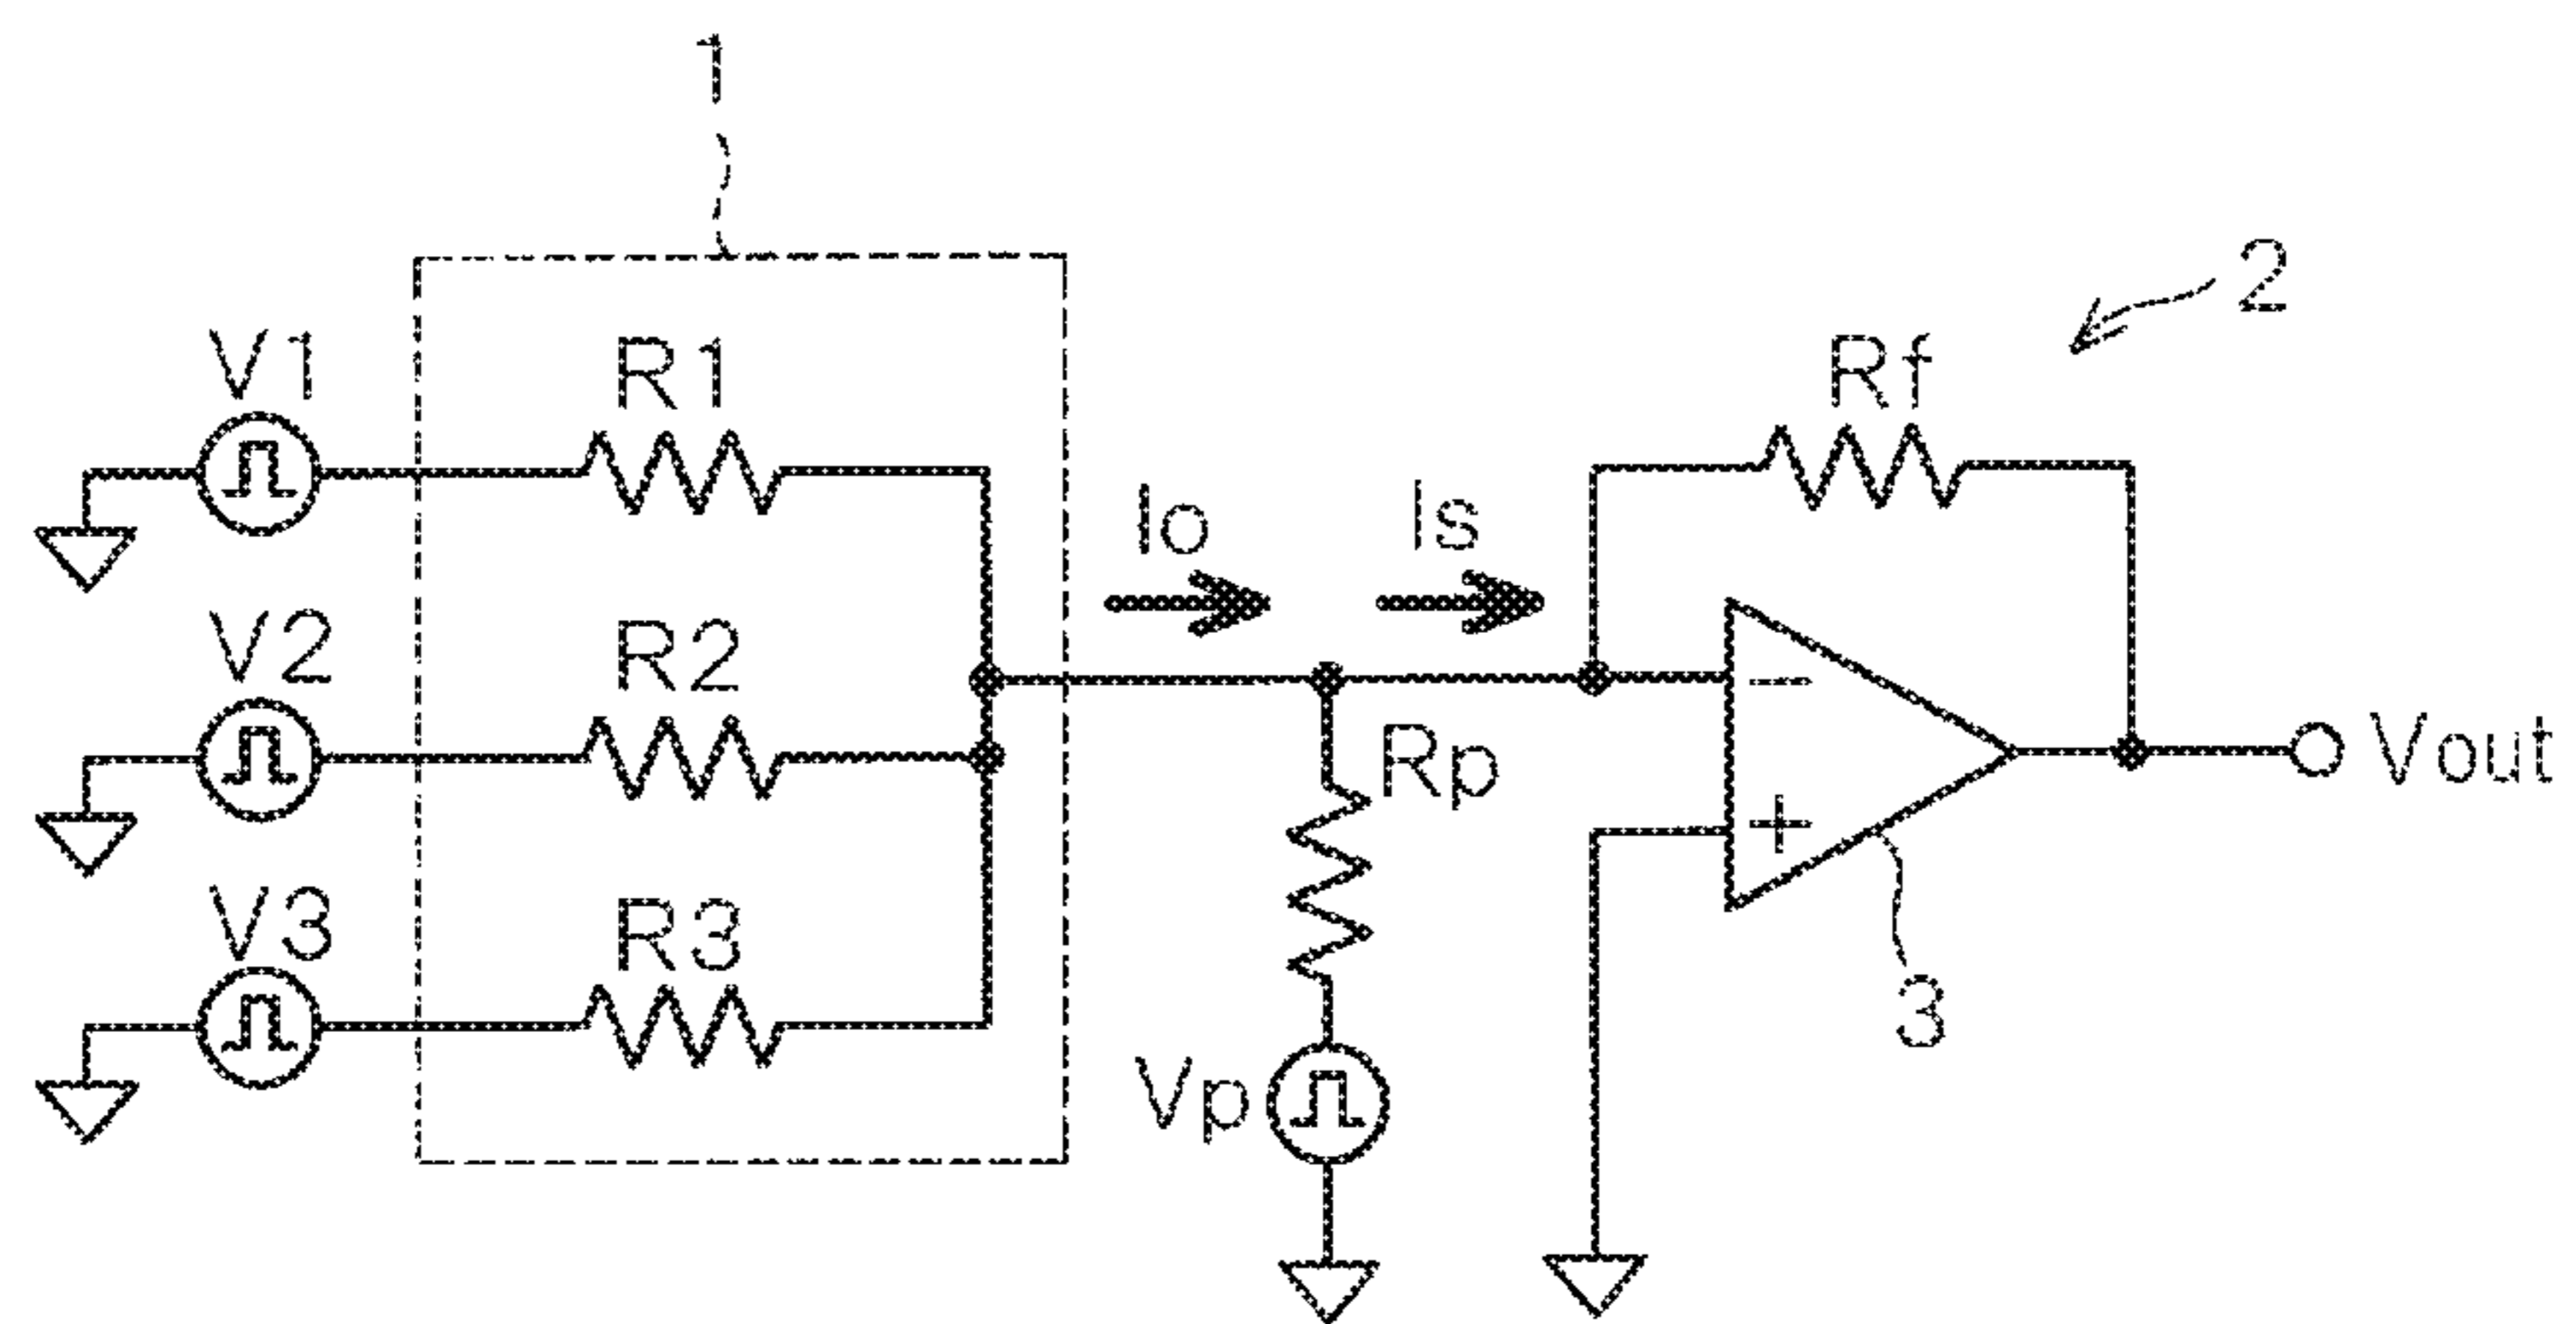 1
2
V1
R1
Rf
Io
Is
V2
R2
Rp
−
Vout
+
V3
R3
3
Vp